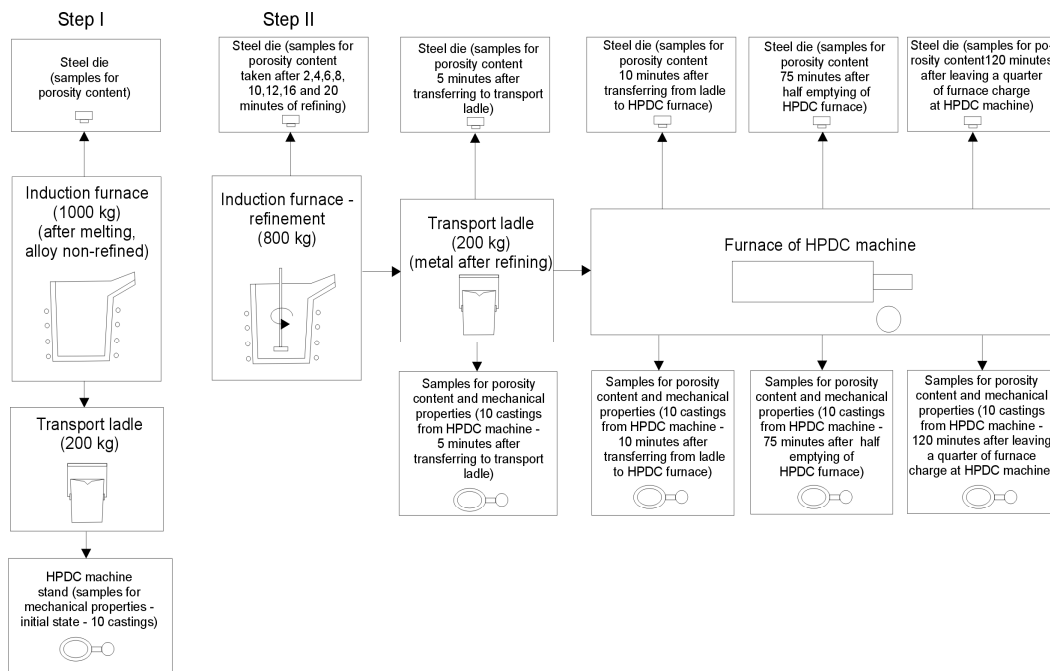 Step I
Steel die
(samples for
porosity content)
Induction furnace
(1000 kg)
(after melting,
alloy non-refined)
Transport ladle
(200 kg)
HPDC machine
stand (samples for
mechanical properties -
initial state - 10 castings)
Step II
Steel die (samples for
porosity content
taken after 2,4,6,8,
10,12,16 and 20
minutes of refining)
Induction furnace -
refinement
(800 kg)
Steel die (samples for
porosity content
5 minutes after
transferring to transport
ladle)
Transport ladle
(200 kg)
(metal after refining)
Samples for porosity
content and mechanical
properties (10 castings
from HPDC machine -
5 minutes after
transferring to transport
ladle)
Steel die (samples for
porosity content
10 minutes after
transferring from ladle
to HPDC furnace)
Steel die (samples for
porosity content
75 minutes after
half emptying of
HPDC furnace)
Steel die (samples for po-
rosity content120 minutes
after leaving a quarter
of furnace charge
at HPDC machine)
Furnace of HPDC machine
Samples for porosity
content and mechanical
properties (10 castings
from HPDC machine -
10 minutes after
transferring from ladle
to HPDC furnace)
Samples for porosity
content and mechanical
properties (10 castings
from HPDC machine -
75 minutes after half
emptying of
HPDC furnace)
Samples for porosity
content and mechanical
properties (10 castings
from HPDC machine -
120 minutes after leaving
a quarter of furnace
charge at HPDC machine